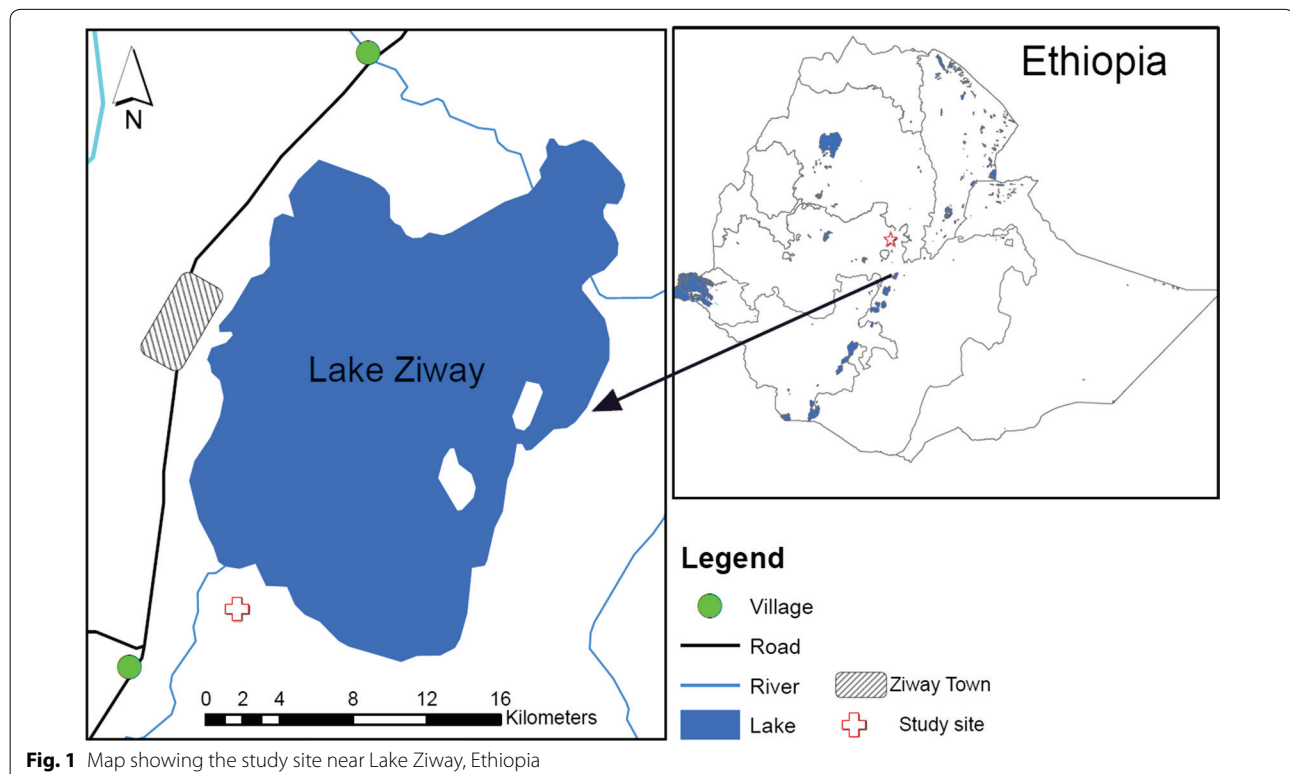 Ethiopia
N
Lake Ziway
0 2 4 8 12 16
Kilometers
Legend
Village
Road
River
Lake
Ziway Town
Study site
Fig. 1 Map showing the study site near Lake Ziway, Ethiopia